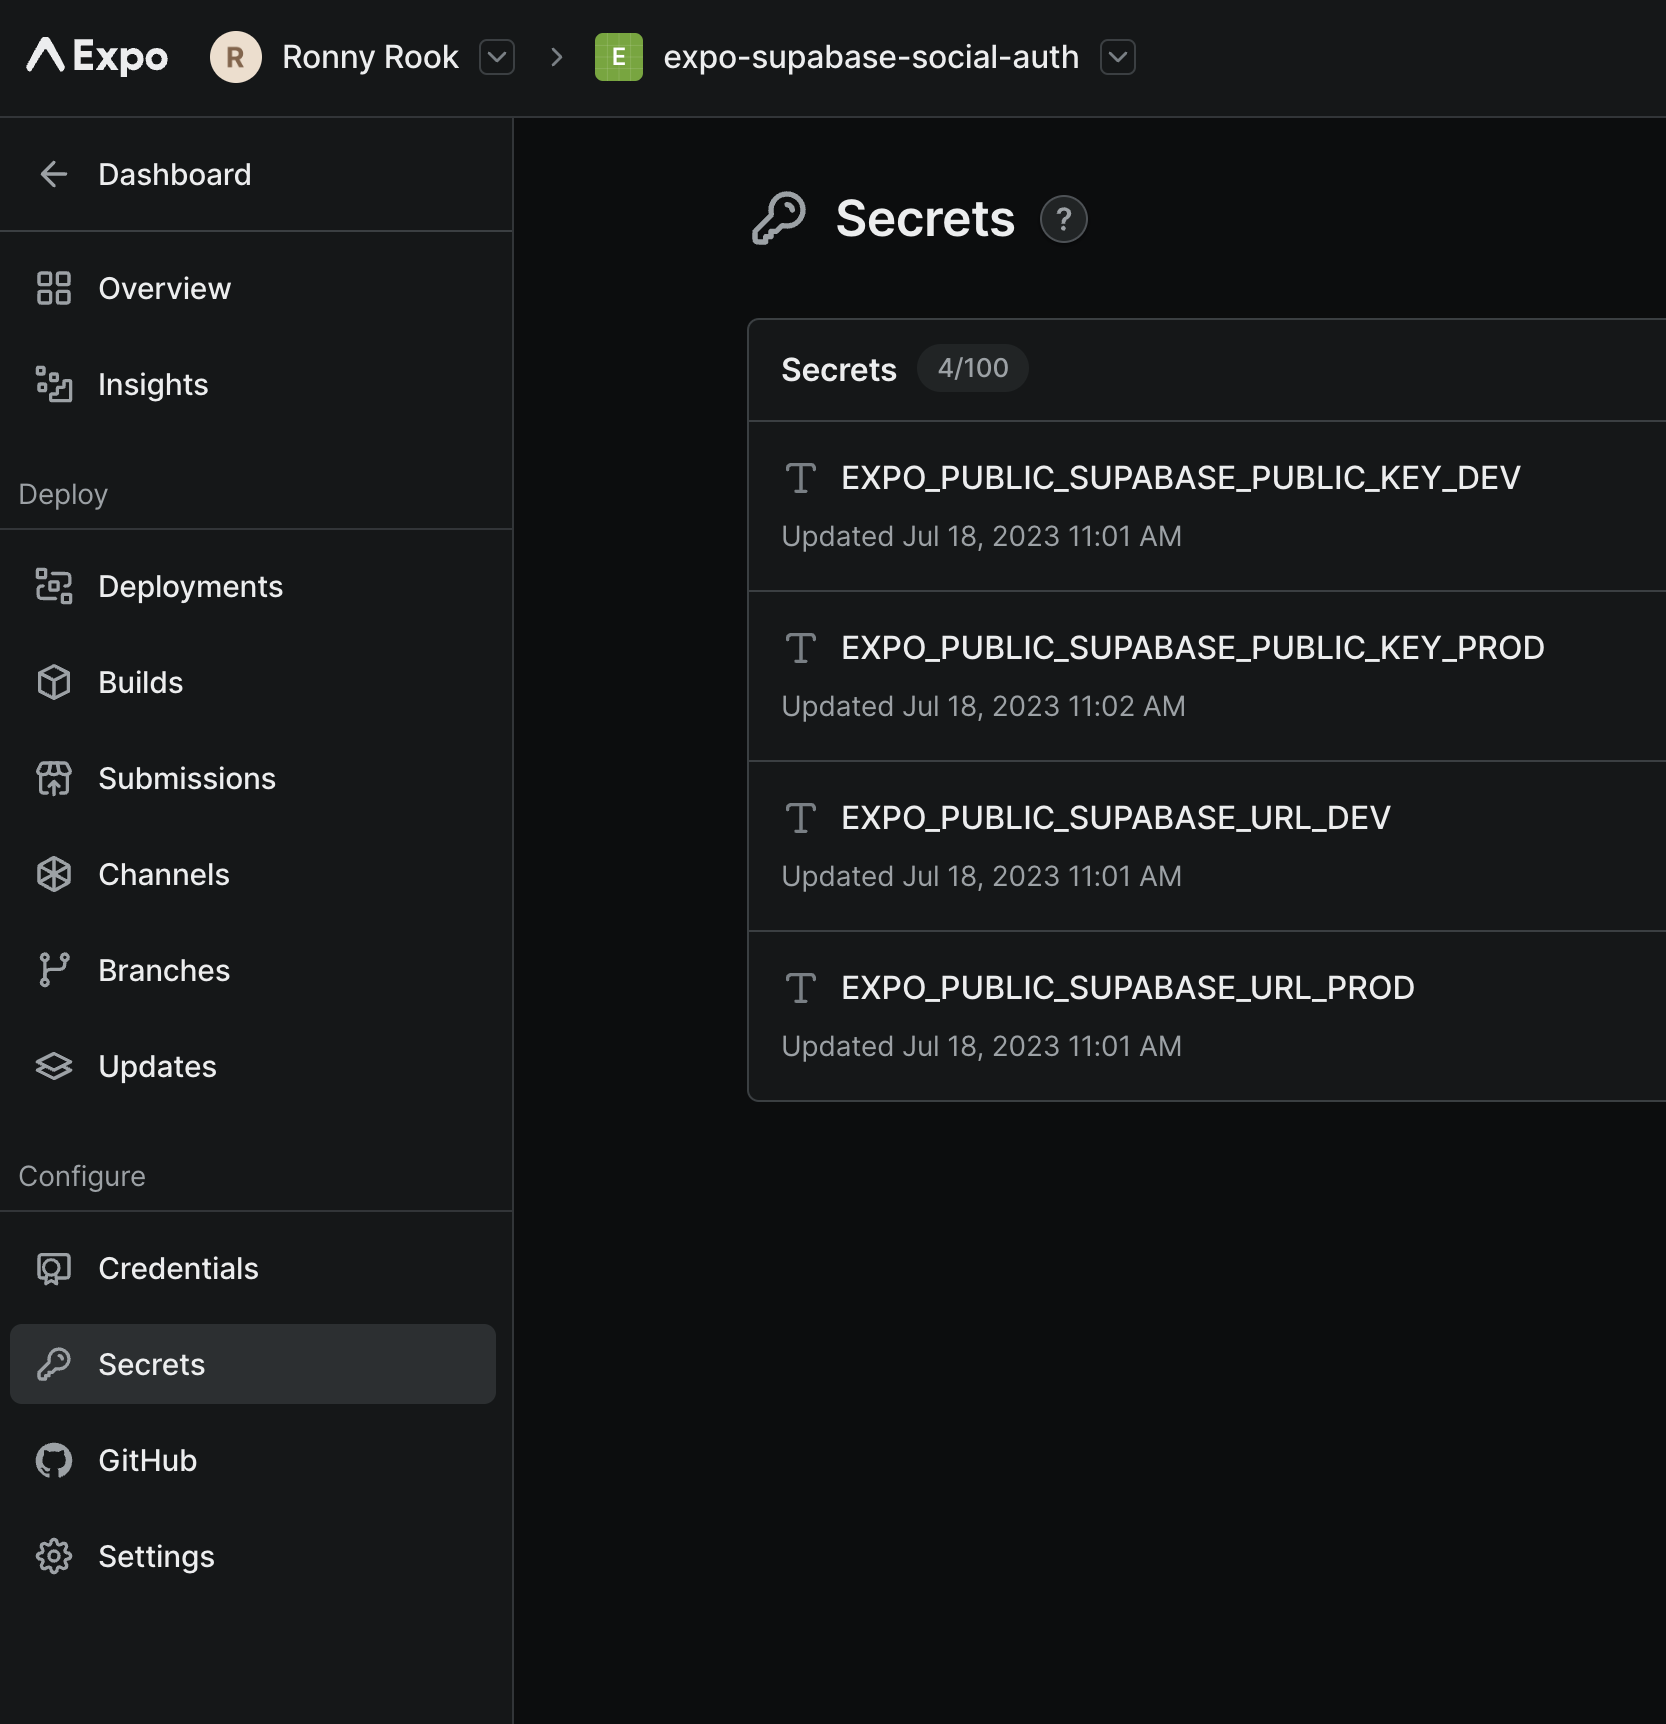 Expo R Ronny Rook > E expo-supabase-social-auth
Dashboard
Overview
Insights
Deploy
Deployments
Builds
Submissions
Channels
Branches
Updates
Configure
Credentials
Secrets
GitHub
Settings
Secrets ?
Secrets 4/100
EXPO_PUBLIC_SUPABASE_PUBLIC_KEY_DEV
Updated Jul 18, 2023 11:01 AM
EXPO_PUBLIC_SUPABASE_PUBLIC_KEY_PROD
Updated Jul 18, 2023 11:02 AM
EXPO_PUBLIC_SUPABASE_URL_DEV
Updated Jul 18, 2023 11:01 AM
EXPO_PUBLIC_SUPABASE_URL_PROD
Updated Jul 18, 2023 11:01 AM